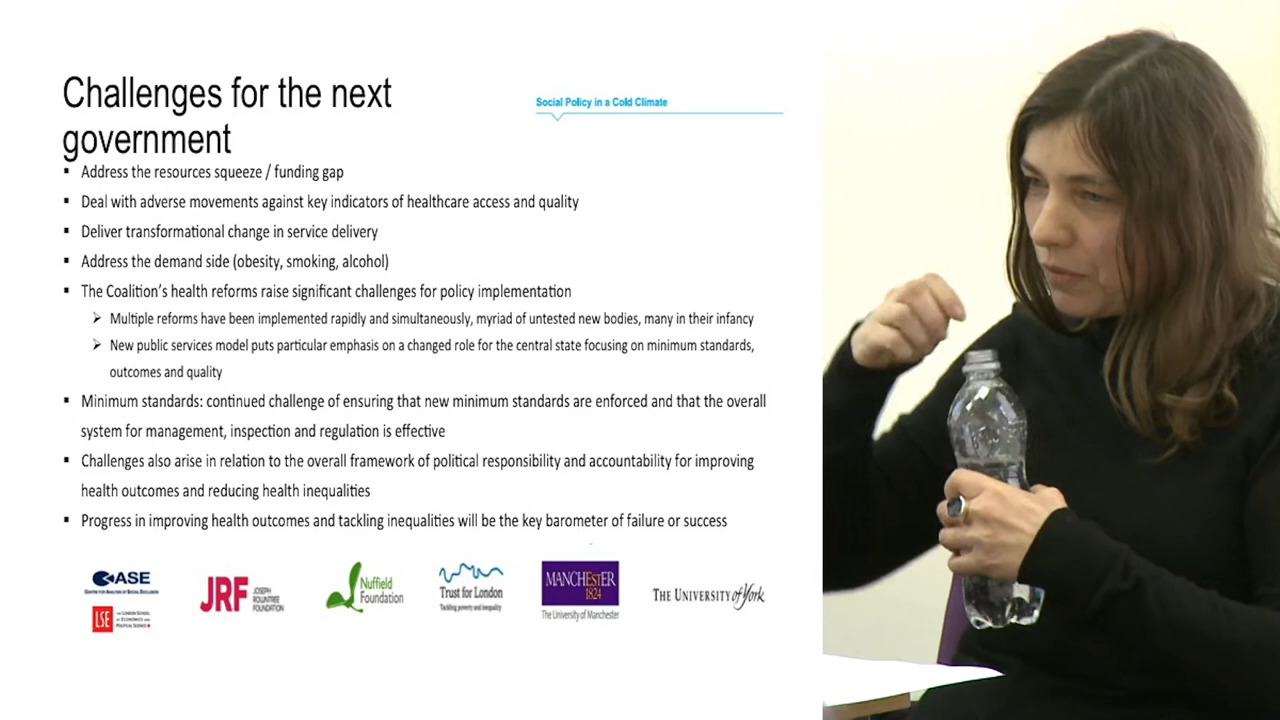 Challenges for the next
government
Social Policy in a Cold Climate
▪ Address the resources squeeze / funding gap
▪ Deal with adverse movements against key indicators of healthcare access and quality
▪ Deliver transformational change in service delivery
▪ Address the demand side (obesity, smoking, alcohol)
▪ The Coalition's health reforms raise significant challenges for policy implementation
➢ Multiple reforms have been implemented rapidly and simultaneously, myriad of untested new bodies, many in their infancy
➢ New public services model puts particular emphasis on a changed role for the central state focusing on minimum standards,
outcomes and quality
▪ Minimum standards: continued challenge of ensuring that new minimum standards are enforced and that the overall
system for management, inspection and regulation is effective
▪ Challenges also arise in relation to the overall framework of political responsibility and accountability for improving
health outcomes and reducing health inequalities
▪ Progress in improving health outcomes and tackling inequalities will be the key barometer of failure or success
CASE
CENTRE FOR ANALYSIS OF SOCIAL EXCLUSION
LSE
THE LONDON SCHOOL
OF ECONOMICS AND
POLITICAL SCIENCE
JRF
JOSEPH
ROWNTREE
FOUNDATION
Nuffield
Foundation
Trust for London
Tackling poverty and inequality
MANCHESTER
1824
The University of Manchester
THE UNIVERSITY of York